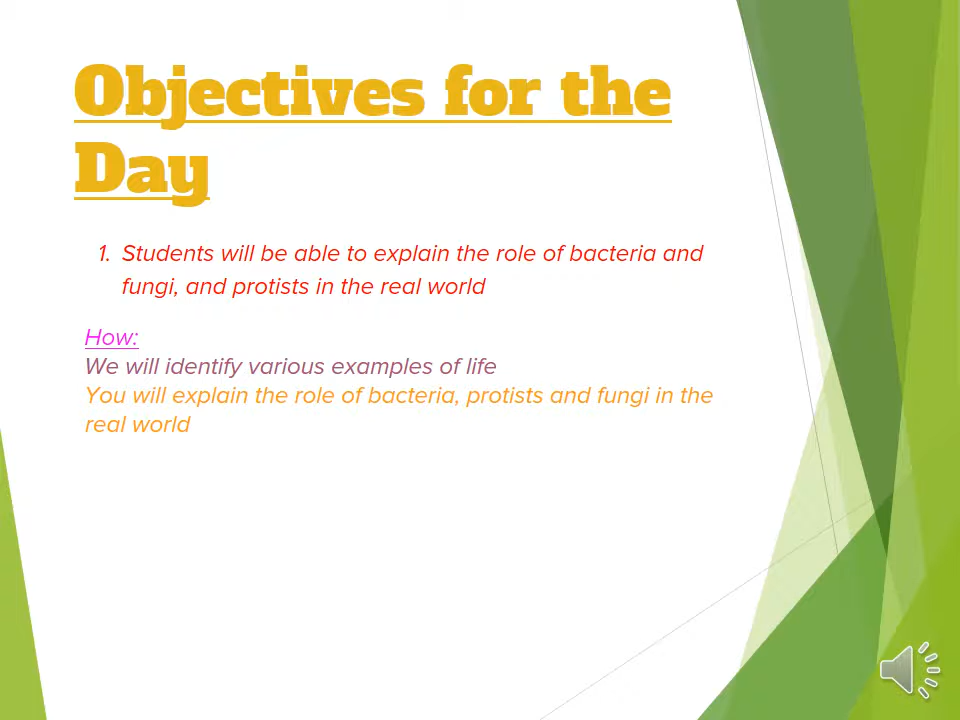 Objectives for the
Day
1. Students will be able to explain the role of bacteria and
fungi, and protists in the real world
How:
We will identify various examples of life
You will explain the role of bacteria, protists and fungi in the
real world